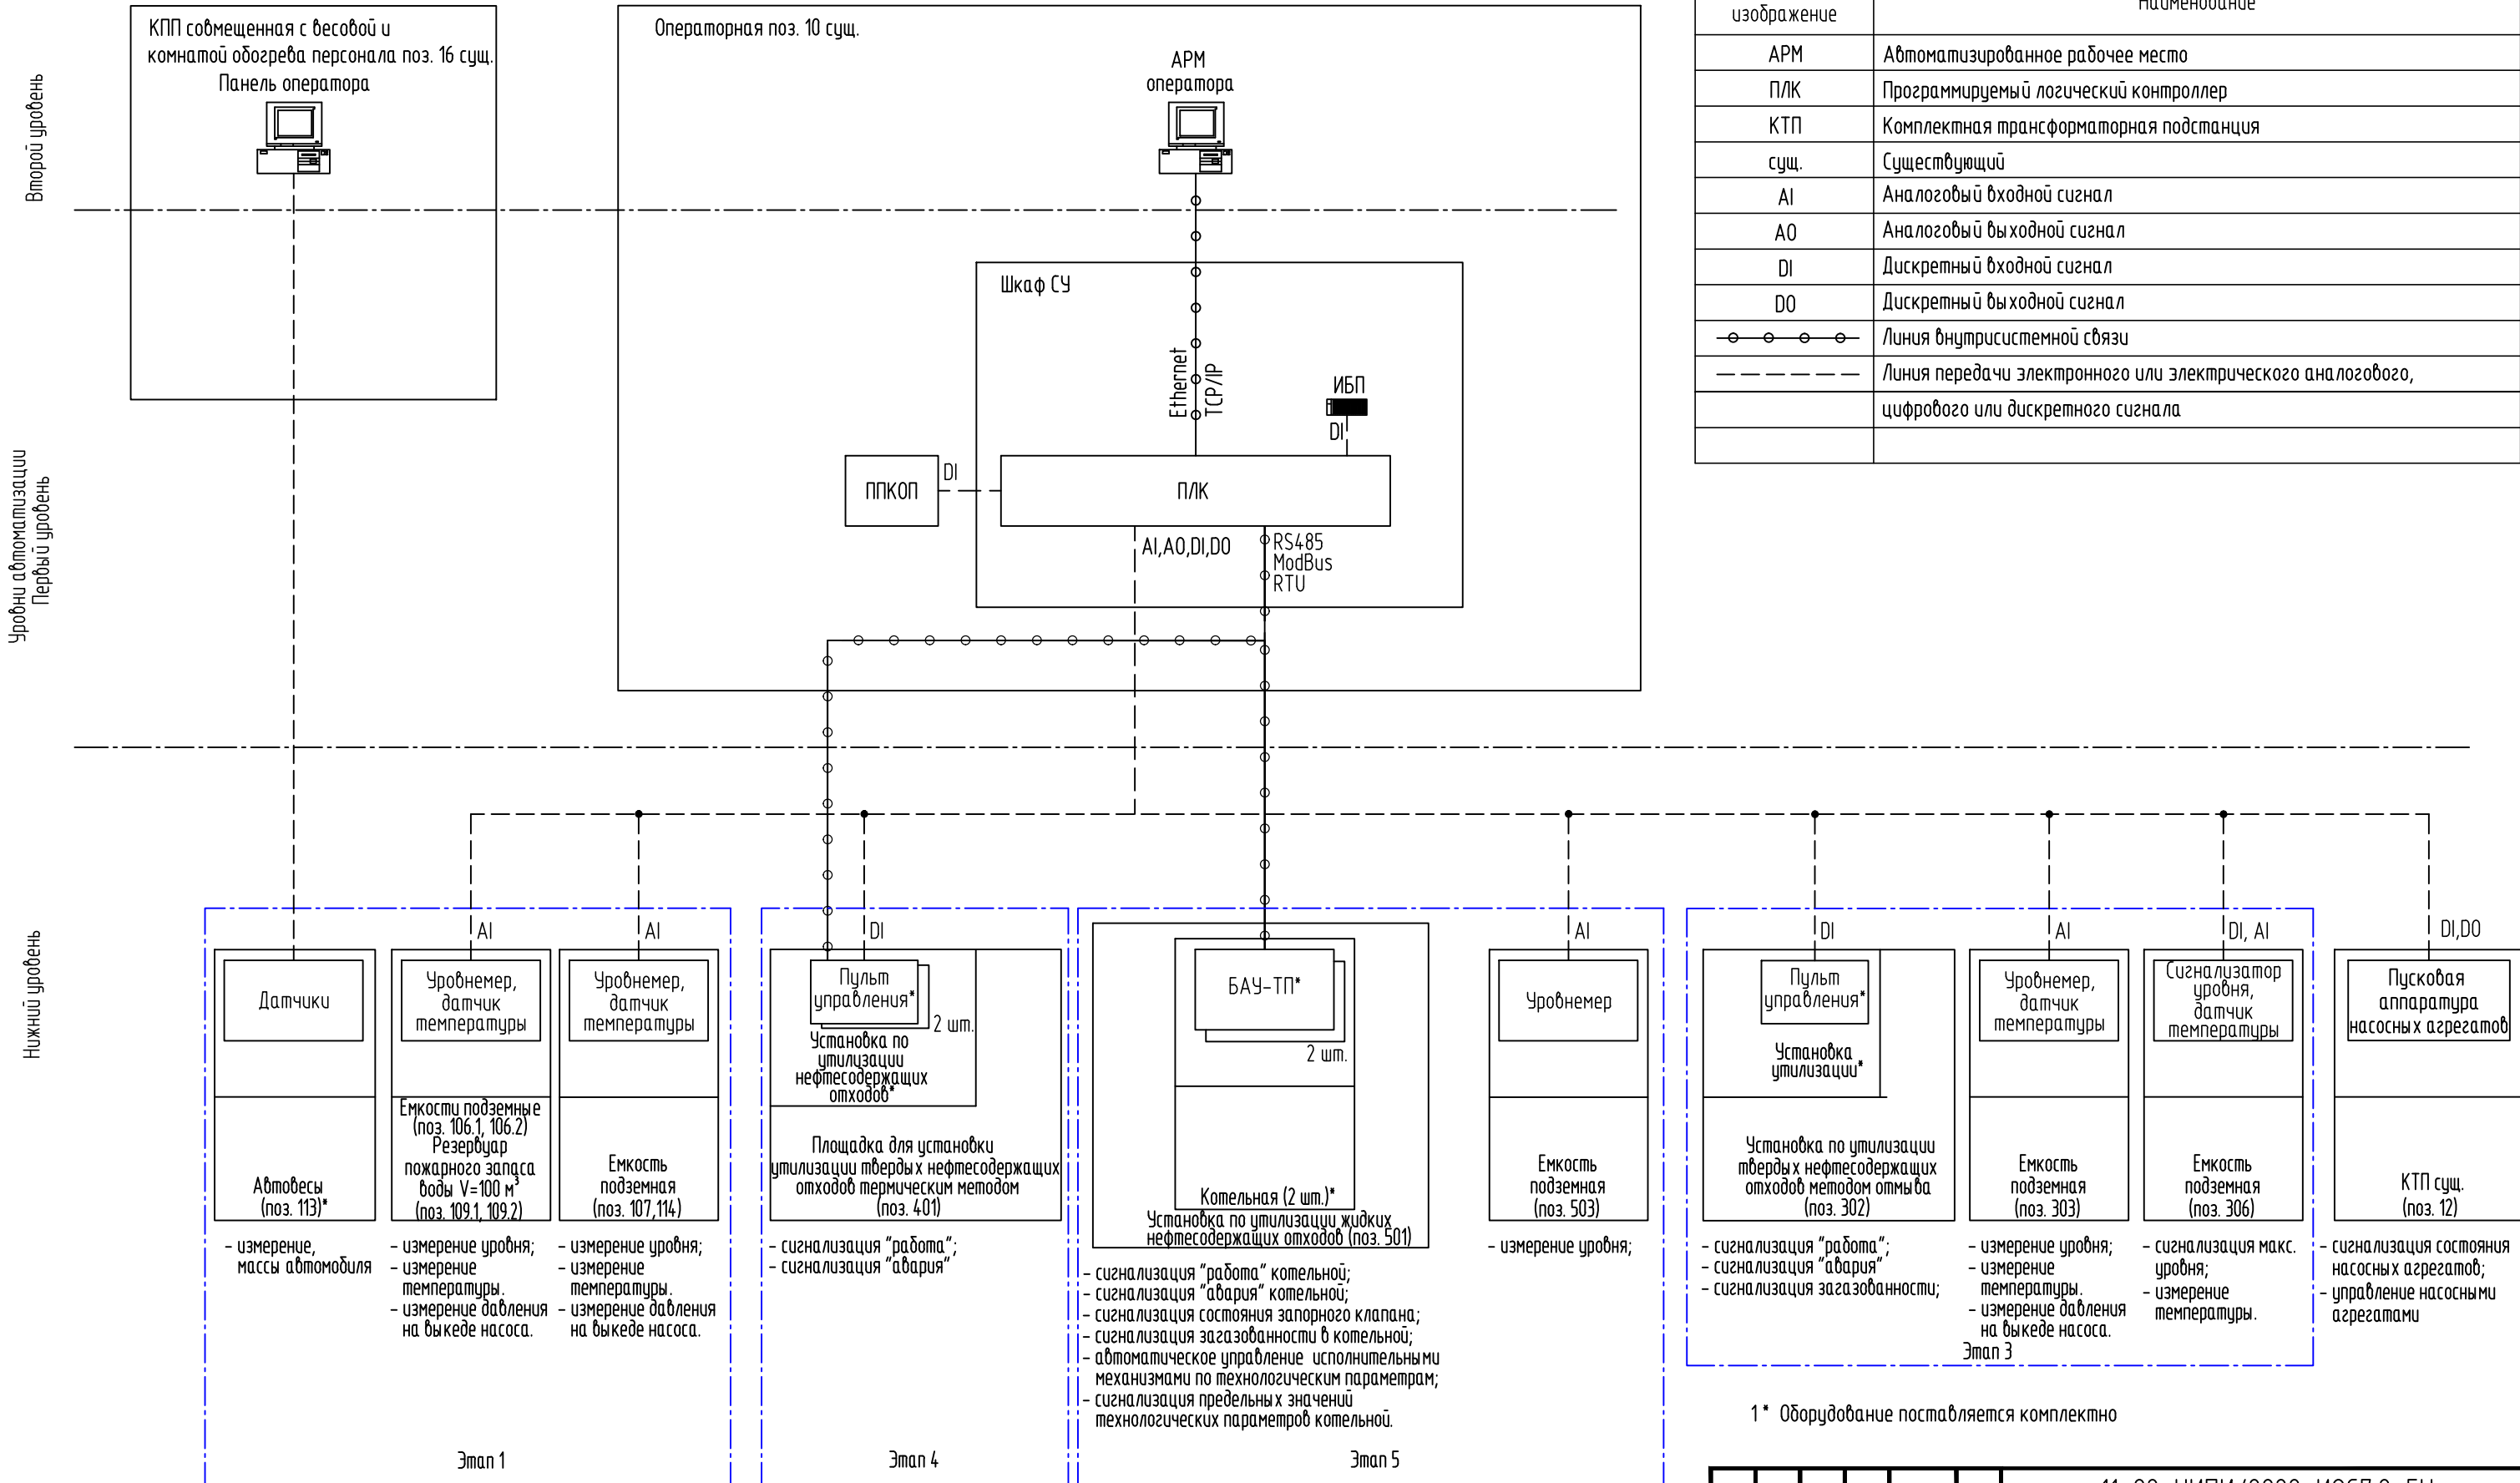 КПП совмещенная с весовой и
комнатой обогрева персонала поз. 16 сущ.
Панель оператора
Операторная поз. 10 сущ.
АРМ
оператора
Шкаф СУ
Ethernet
TCP/IP
ИБП
DI
ППКОП
DI
ПЛК
AI,AO,DI,DO
RS485
ModBus
RTU
Второй уровень
Уровни автоматизации
Первый уровень
Нижний уровень
изображение
Наименование
АРМ
Автоматизированное рабочее место
ПЛК
Программируемый логический контроллер
КТП
Комплектная трансформаторная подстанция
сущ.
Существующий
AI
Аналоговый входной сигнал
AO
Аналоговый выходной сигнал
DI
Дискретный входной сигнал
DO
Дискретный выходной сигнал
Линия внутрисистемной связи
Линия передачи электронного или электрического аналогового,
цифрового или дискретного сигнала
Датчики
Автовесы
(поз. 113)*
- измерение,
массы автомобиля
AI
Уровнемер,
датчик
температуры
Емкости подземные
(поз. 106.1, 106.2)
Резервуар
пожарного запаса
воды V=100 м³
(поз. 109.1, 109.2)
- измерение уровня;
- измерение
температуры.
- измерение давления
на выкеде насоса.
AI
Уровнемер,
датчик
температуры
Емкость
подземная
(поз. 107,114)
- измерение уровня;
- измерение
температуры.
- измерение давления
на выкеде насоса.
Этап 1
DI
Пульт
управления*
2 шт.
Установка по
утилизации
нефтесодержащих
отходов*
Площадка для установки
утилизации твердых нефтесодержащих
отходов термическим методом
(поз. 401)
- сигнализация "работа";
- сигнализация "авария"
Этап 4
БАУ-ТП*
2 шт.
Котельная (2 шт.)*
Установка по утилизации жидких
нефтесодержащих отходов (поз. 501)
- сигнализация "работа" котельной;
- сигнализация "авария" котельной;
- сигнализация состояния запорного клапана;
- сигнализация загазованности в котельной;
- автоматическое управление исполнительными
механизмами по технологическим параметрам;
- сигнализация предельных значений
технологических параметров котельной.
AI
Уровнемер
Емкость
подземная
(поз. 503)
- измерение уровня;
Этап 5
DI
Пульт
управления*
Установка
утилизации*
Установка по утилизации
твердых нефтесодержащих
отходов методом отмыва
(поз. 302)
- сигнализация "работа";
- сигнализация "авария"
- сигнализация загазованности;
AI
Уровнемер,
датчик
температуры
Емкость
подземная
(поз. 303)
- измерение уровня;
- измерение
температуры.
- измерение давления
на выкеде насоса.
DI, AI
Сигнализатор
уровня,
датчик
температуры
Емкость
подземная
(поз. 306)
- сигнализация макс.
уровня;
- измерение
температуры.
Этап 3
DI,DO
Пусковая
аппаратура
насосных агрегатов
КТП сущ.
(поз. 12)
- сигнализация состояния
насосных агрегатов;
- управление насосными
агрегатами
1* Оборудование поставляется комплектно